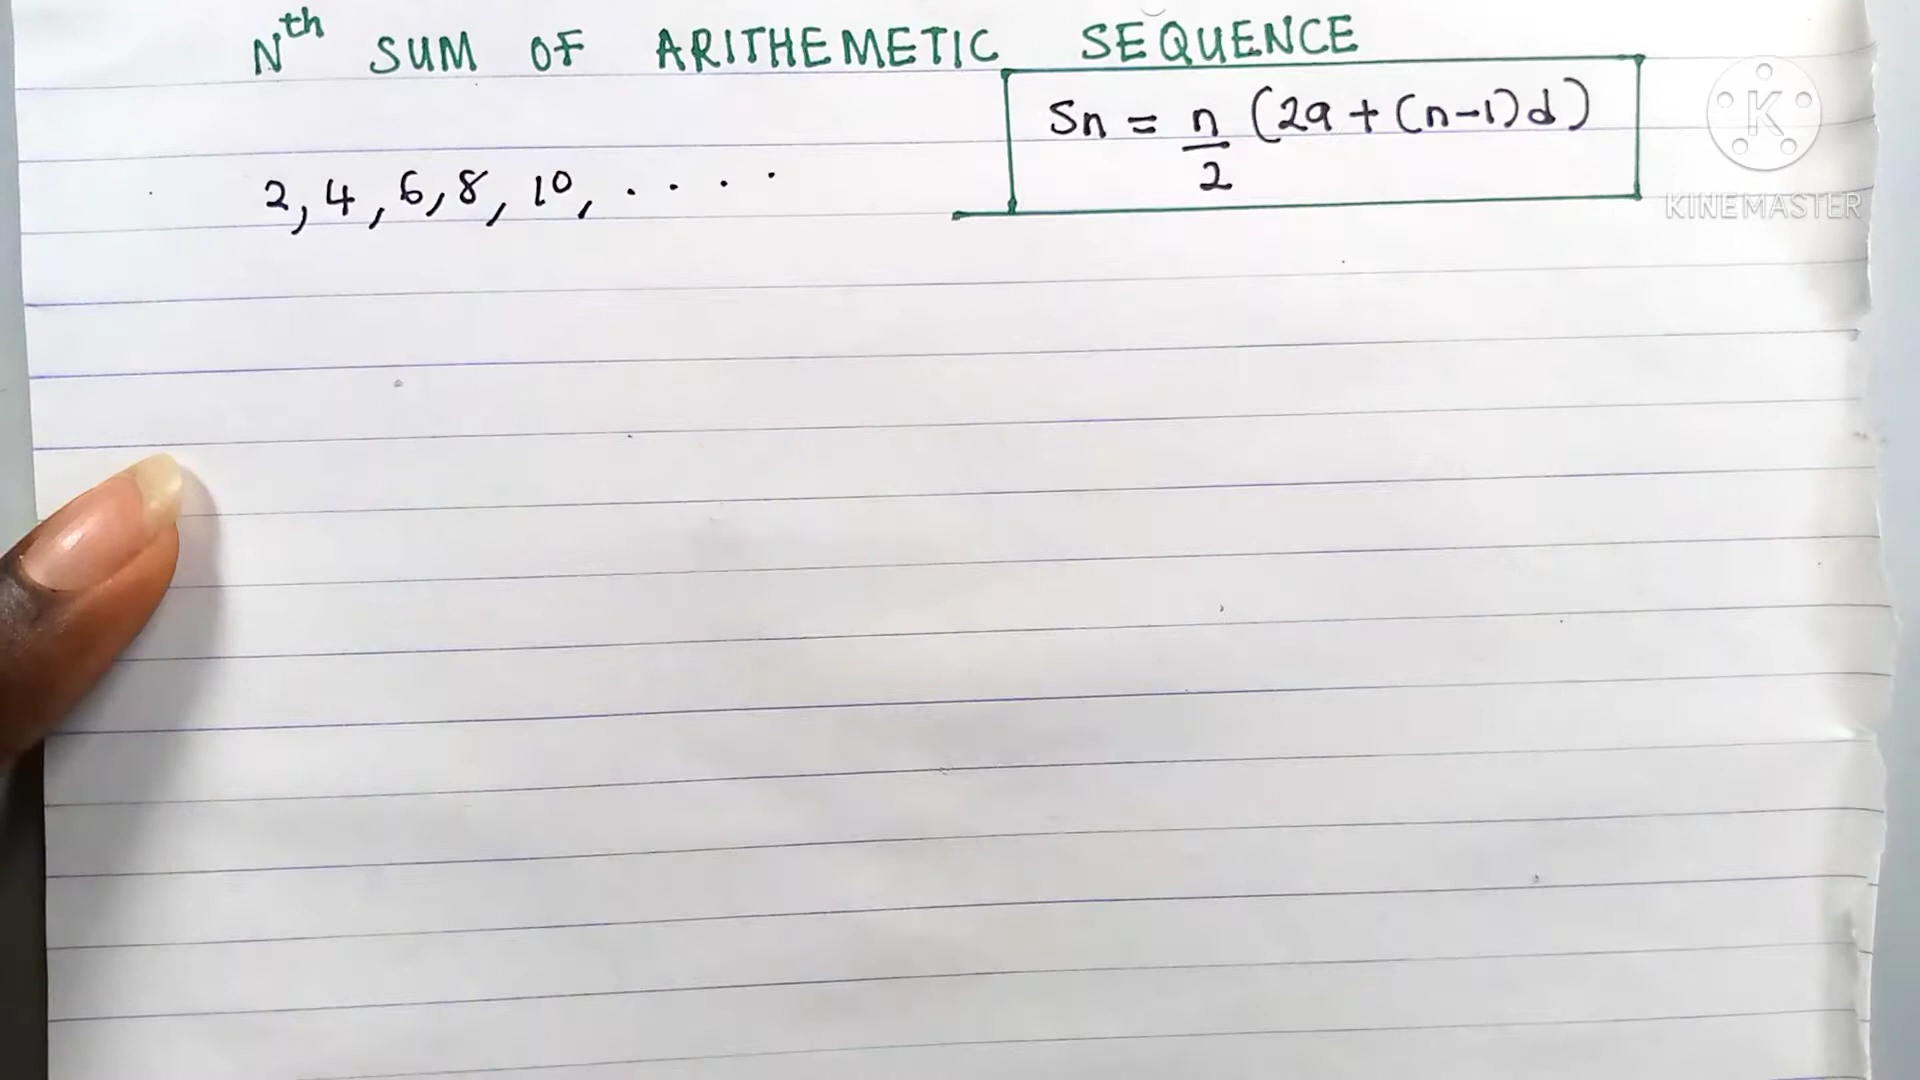 Nth SUM OF ARITHEMETIC SEQUENCE
Sn = n/2 (2a + (n-1)d)
2, 4, 6, 8, 10, . . . .
K
KINEMASTER